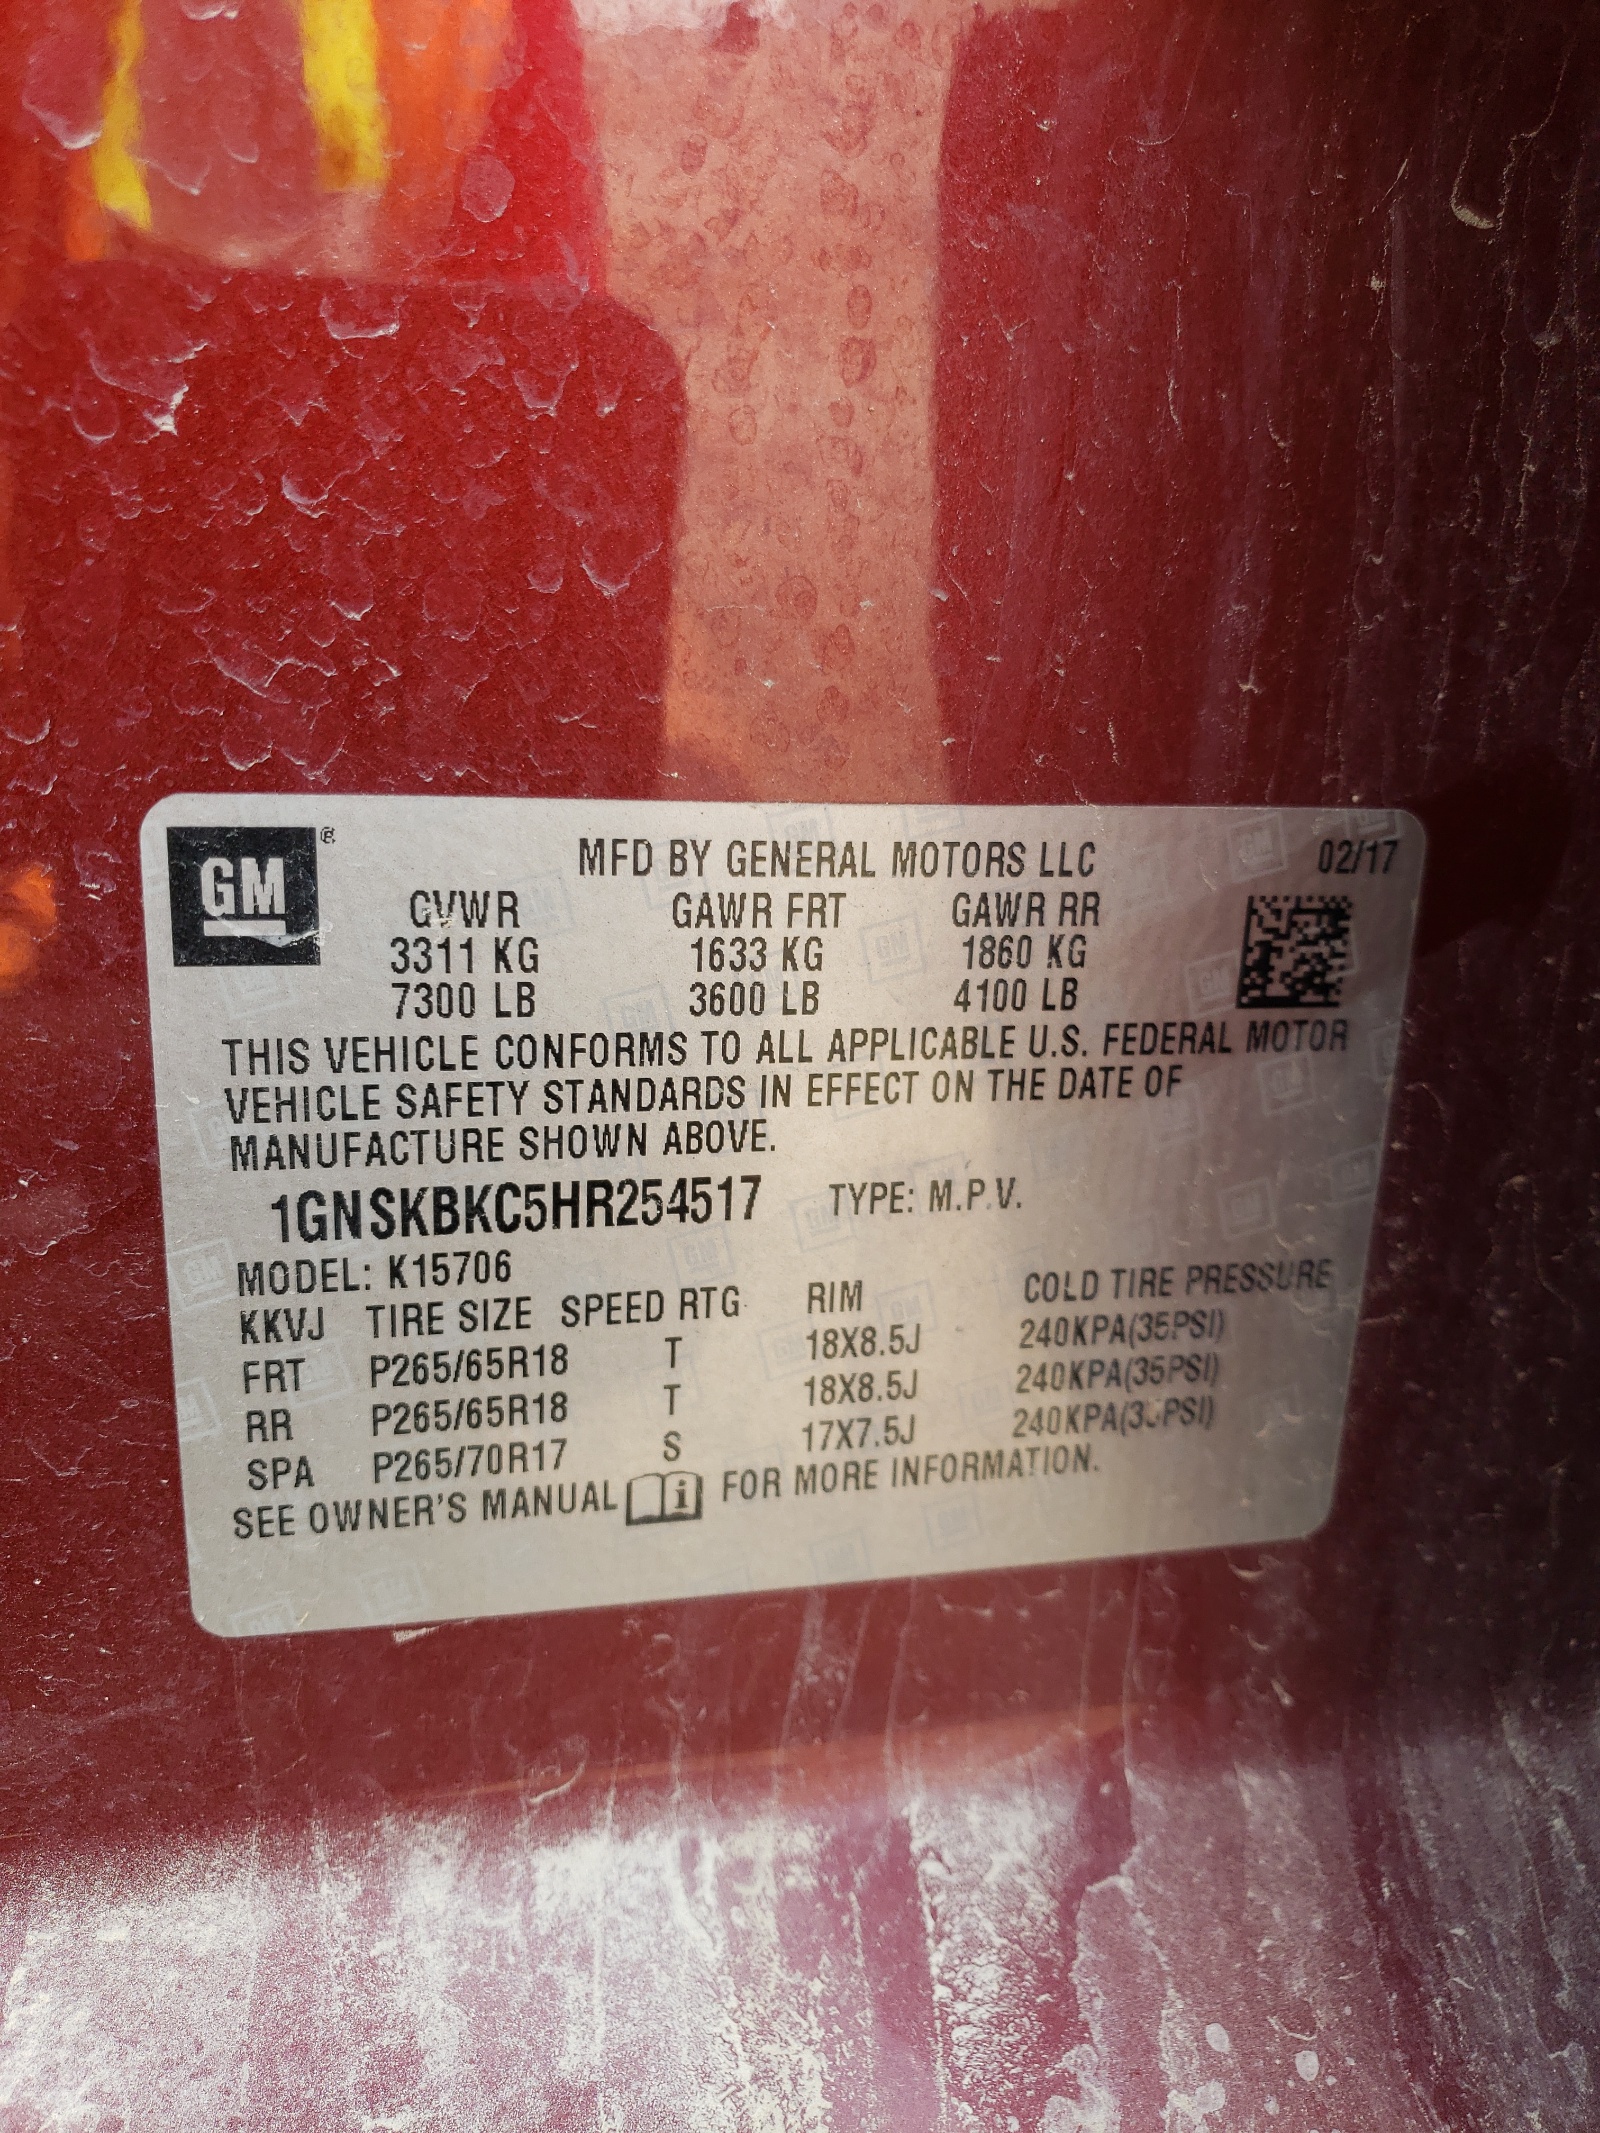 GM ®
MFD BY GENERAL MOTORS LLC 02/17
GVWR GAWR FRT GAWR RR
3311 KG 1633 KG 1860 KG
7300 LB 3600 LB 4100 LB
THIS VEHICLE CONFORMS TO ALL APPLICABLE U.S. FEDERAL MOTOR
VEHICLE SAFETY STANDARDS IN EFFECT ON THE DATE OF
MANUFACTURE SHOWN ABOVE.
1GNSKBKC5HR254517 TYPE: M.P.V.
MODEL: K15706
KKVJ TIRE SIZE SPEED RTG RIM COLD TIRE PRESSURE
FRT P265/65R18 T 18X8.5J 240KPA(35PSI)
RR P265/65R18 T 18X8.5J 240KPA(35PSI)
SPA P265/70R17 S 17X7.5J 240KPA(35PSI)
SEE OWNER'S MANUAL i FOR MORE INFORMATION.